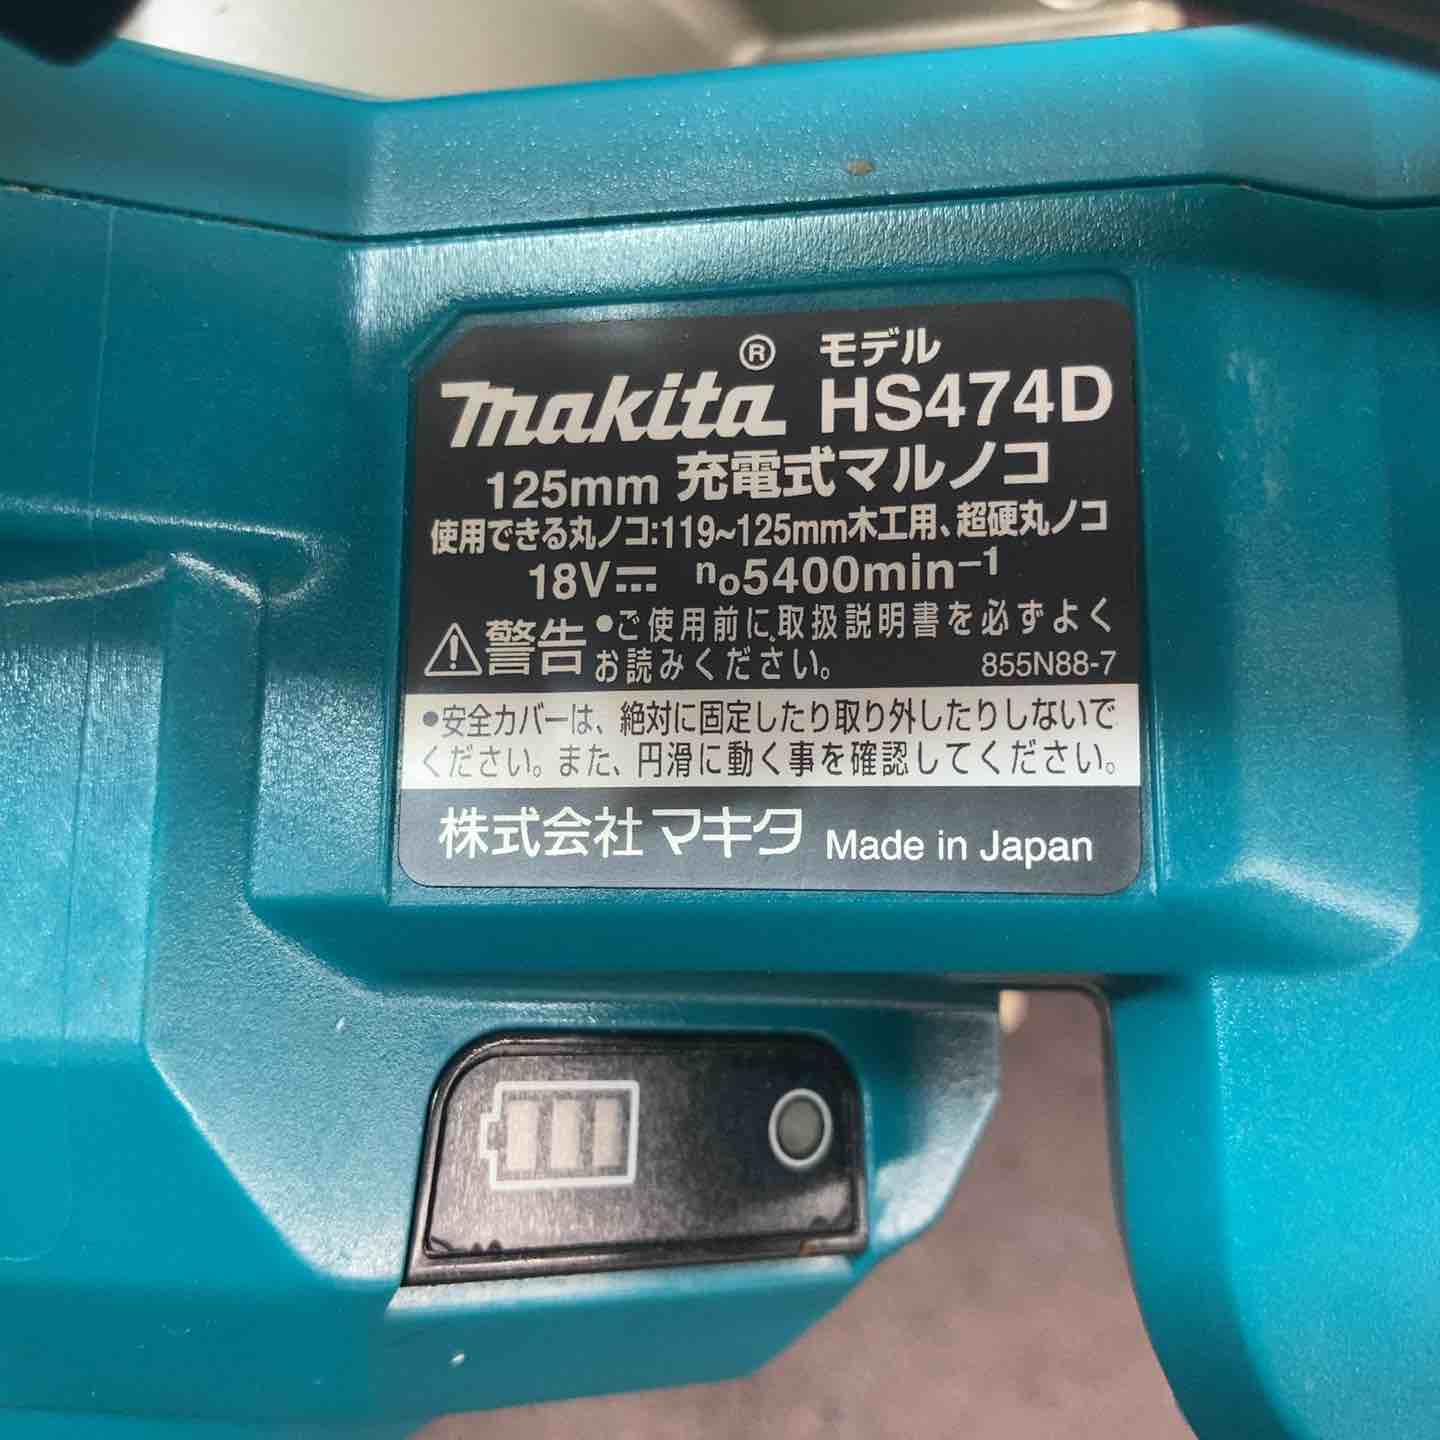 makita® モデル
HS474D
125mm 充電式マルノコ
使用できる丸ノコ:119~125mm木工用、超硬丸ノコ
18V⎓ n₀5400min⁻¹
⚠警告 •ご使用前に、取扱説明書を必ずよく
お読みください。 855N88-7
•安全カバーは、絶対に固定したり取り外したりしないで
ください。また、円滑に動く事を確認してください。
株式会社マキタ Made in Japan